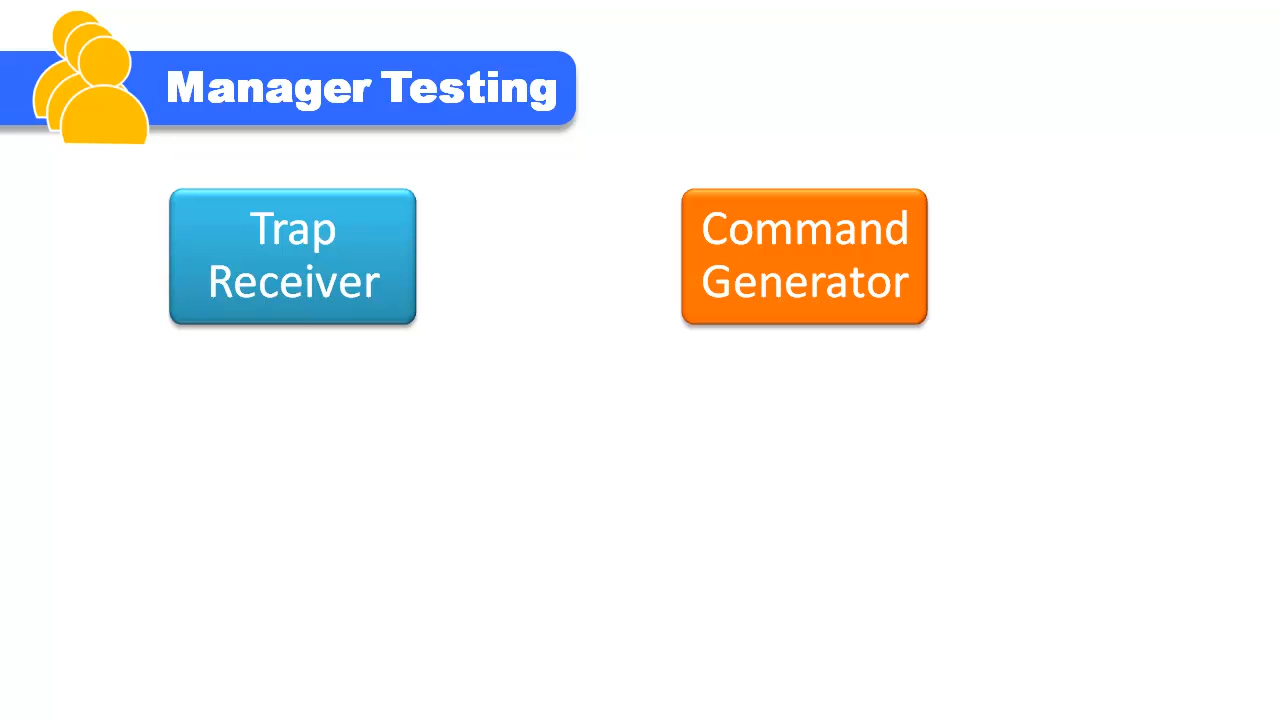 Manager Testing
Trap
Receiver
Command
Generator